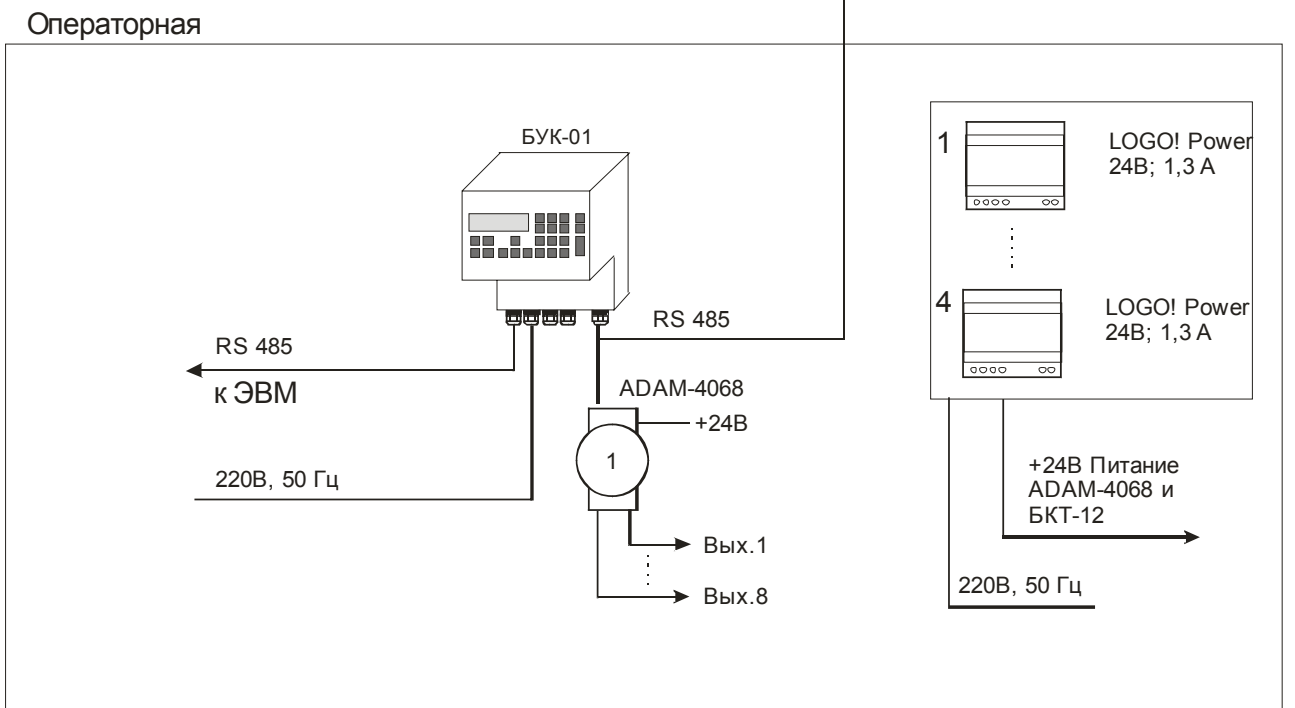 Операторная
БУК-01
1
LOGO! Power
24В; 1,3 А
4
LOGO! Power
24В; 1,3 А
RS 485
RS 485
к ЭВМ
ADAM-4068
+24В
1
220В, 50 Гц
+24В Питание
ADAM-4068 и
БКТ-12
Вых.1
Вых.8
220В, 50 Гц